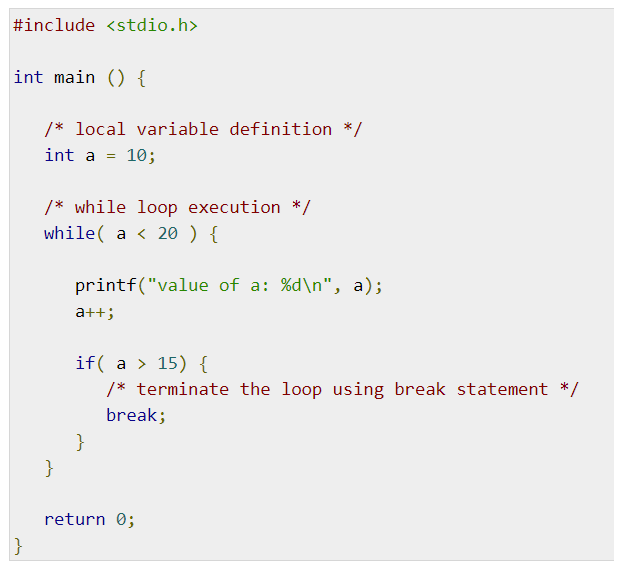 #include <stdio.h>
int main () {
/* local variable definition */
int a = 10;
/* while loop execution */
while( a < 20 ) {
printf("value of a: %d\n", a);
a++;
if( a > 15) {
/* terminate the loop using break statement */
break;
}
}
return 0;
}